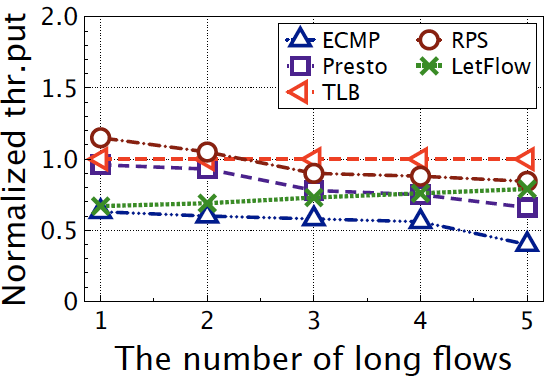 Normalized thr.put
2.0
1.5
1.0
0.5
0
ECMP RPS
Presto LetFlow
TLB
1 2 3 4 5
The number of long flows